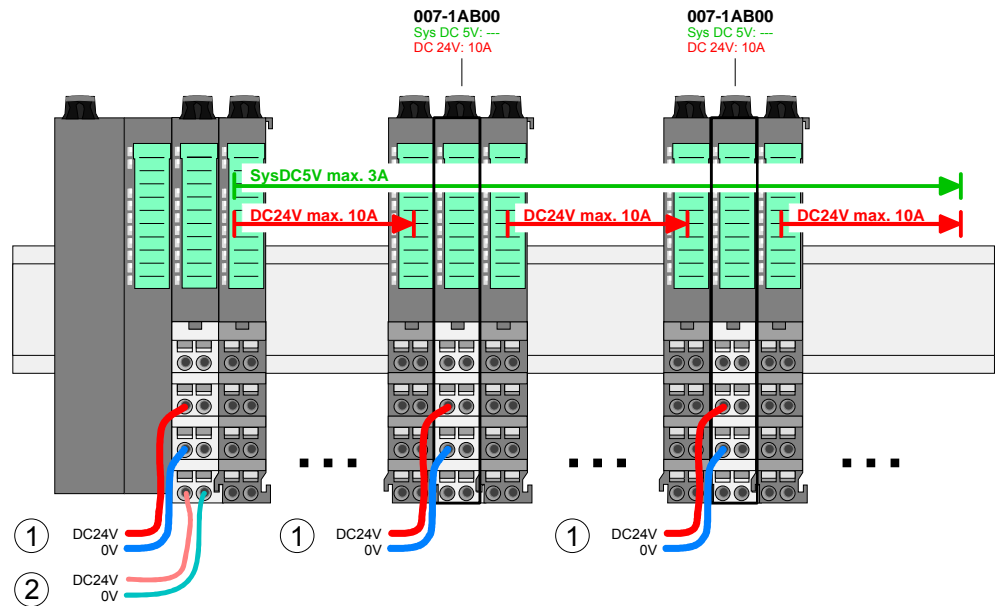 007-1AB00
Sys DC 5V: ---
DC 24V: 10A
007-1AB00
Sys DC 5V: ---
DC 24V: 10A
SysDC5V max. 3A
DC24V max. 10A
DC24V max. 10A
DC24V max. 10A
1
DC24V
0V
2
DC24V
0V
1
DC24V
0V
1
DC24V
0V